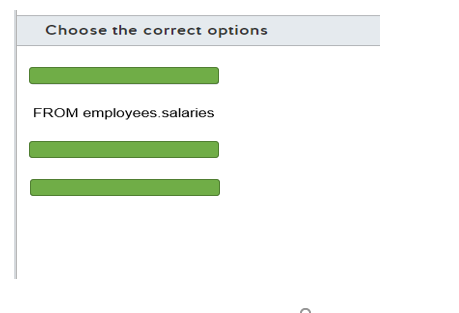 Choose the correct options
FROM employees.salaries